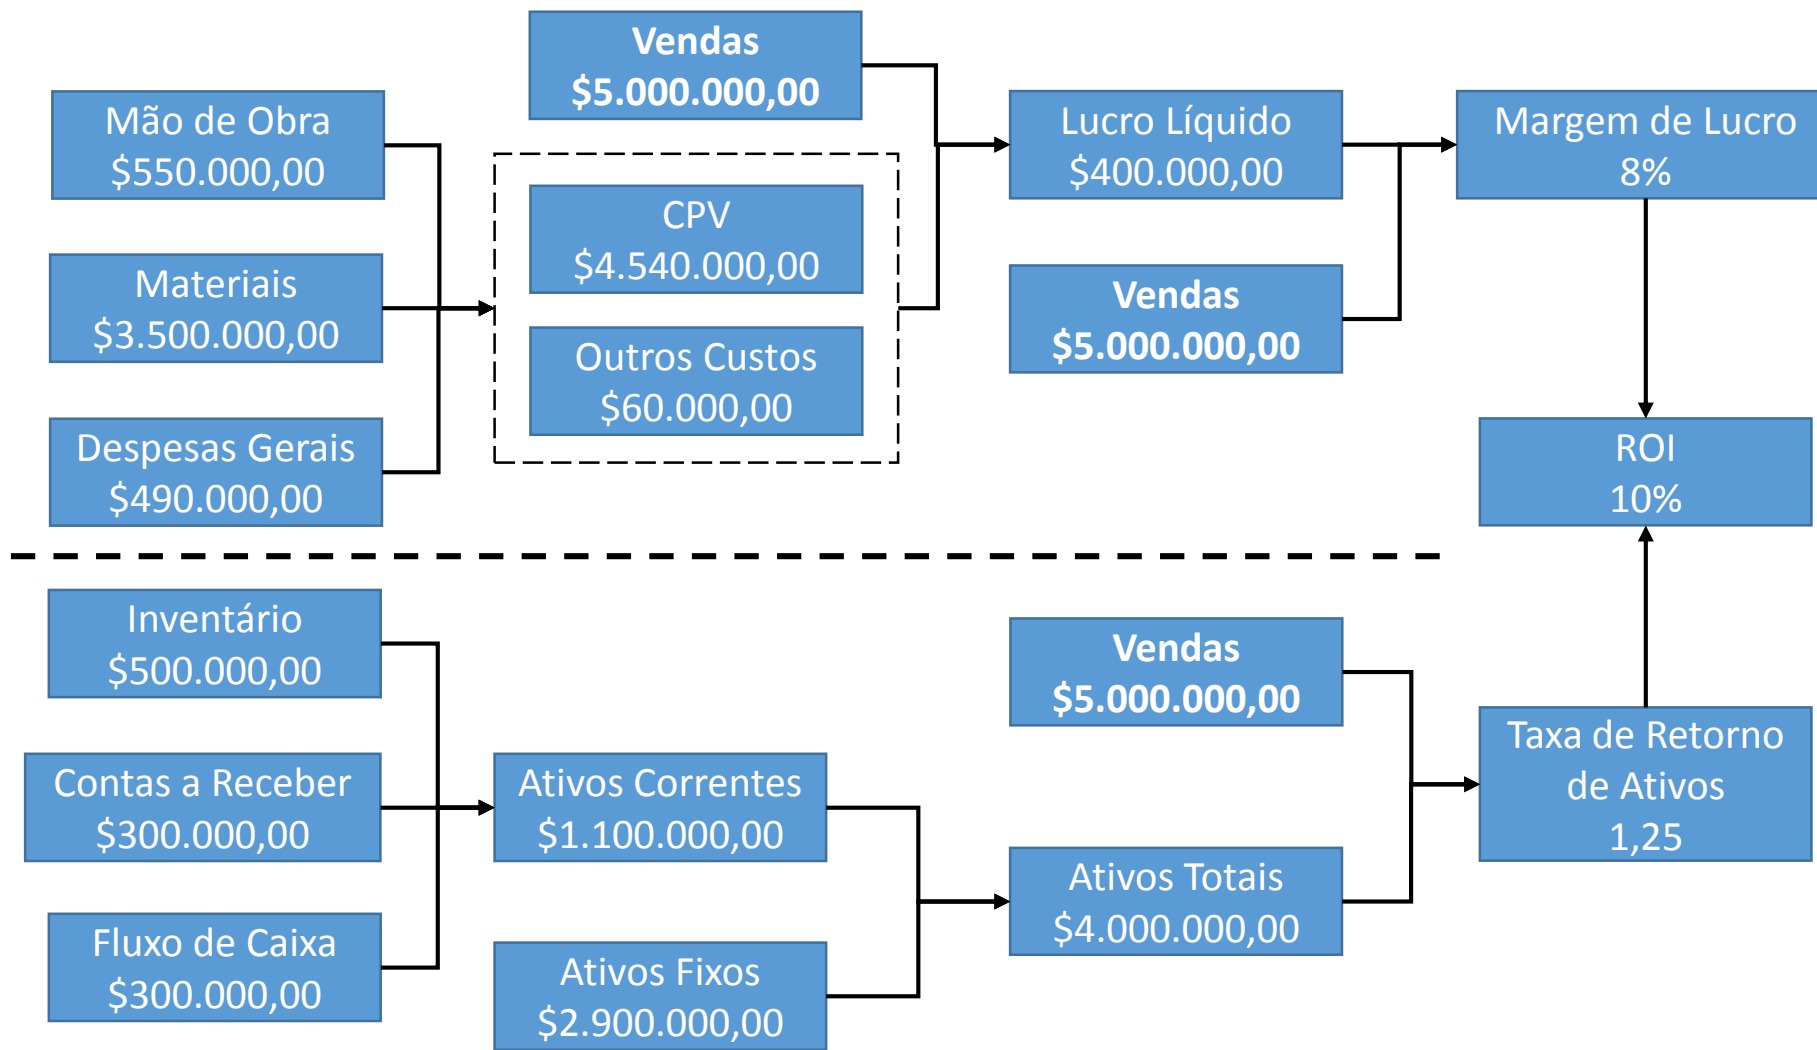 Vendas
$5.000.000,00
Mão de Obra
$550.000,00
Materiais
$3.500.000,00
Despesas Gerais
$490.000,00
CPV
$4.540.000,00
Outros Custos
$60.000,00
Lucro Líquido
$400.000,00
Vendas
$5.000.000,00
Margem de Lucro
8%
ROI
10%
Inventário
$500.000,00
Contas a Receber
$300.000,00
Fluxo de Caixa
$300.000,00
Ativos Correntes
$1.100.000,00
Ativos Fixos
$2.900.000,00
Vendas
$5.000.000,00
Ativos Totais
$4.000.000,00
Taxa de Retorno
de Ativos
1,25